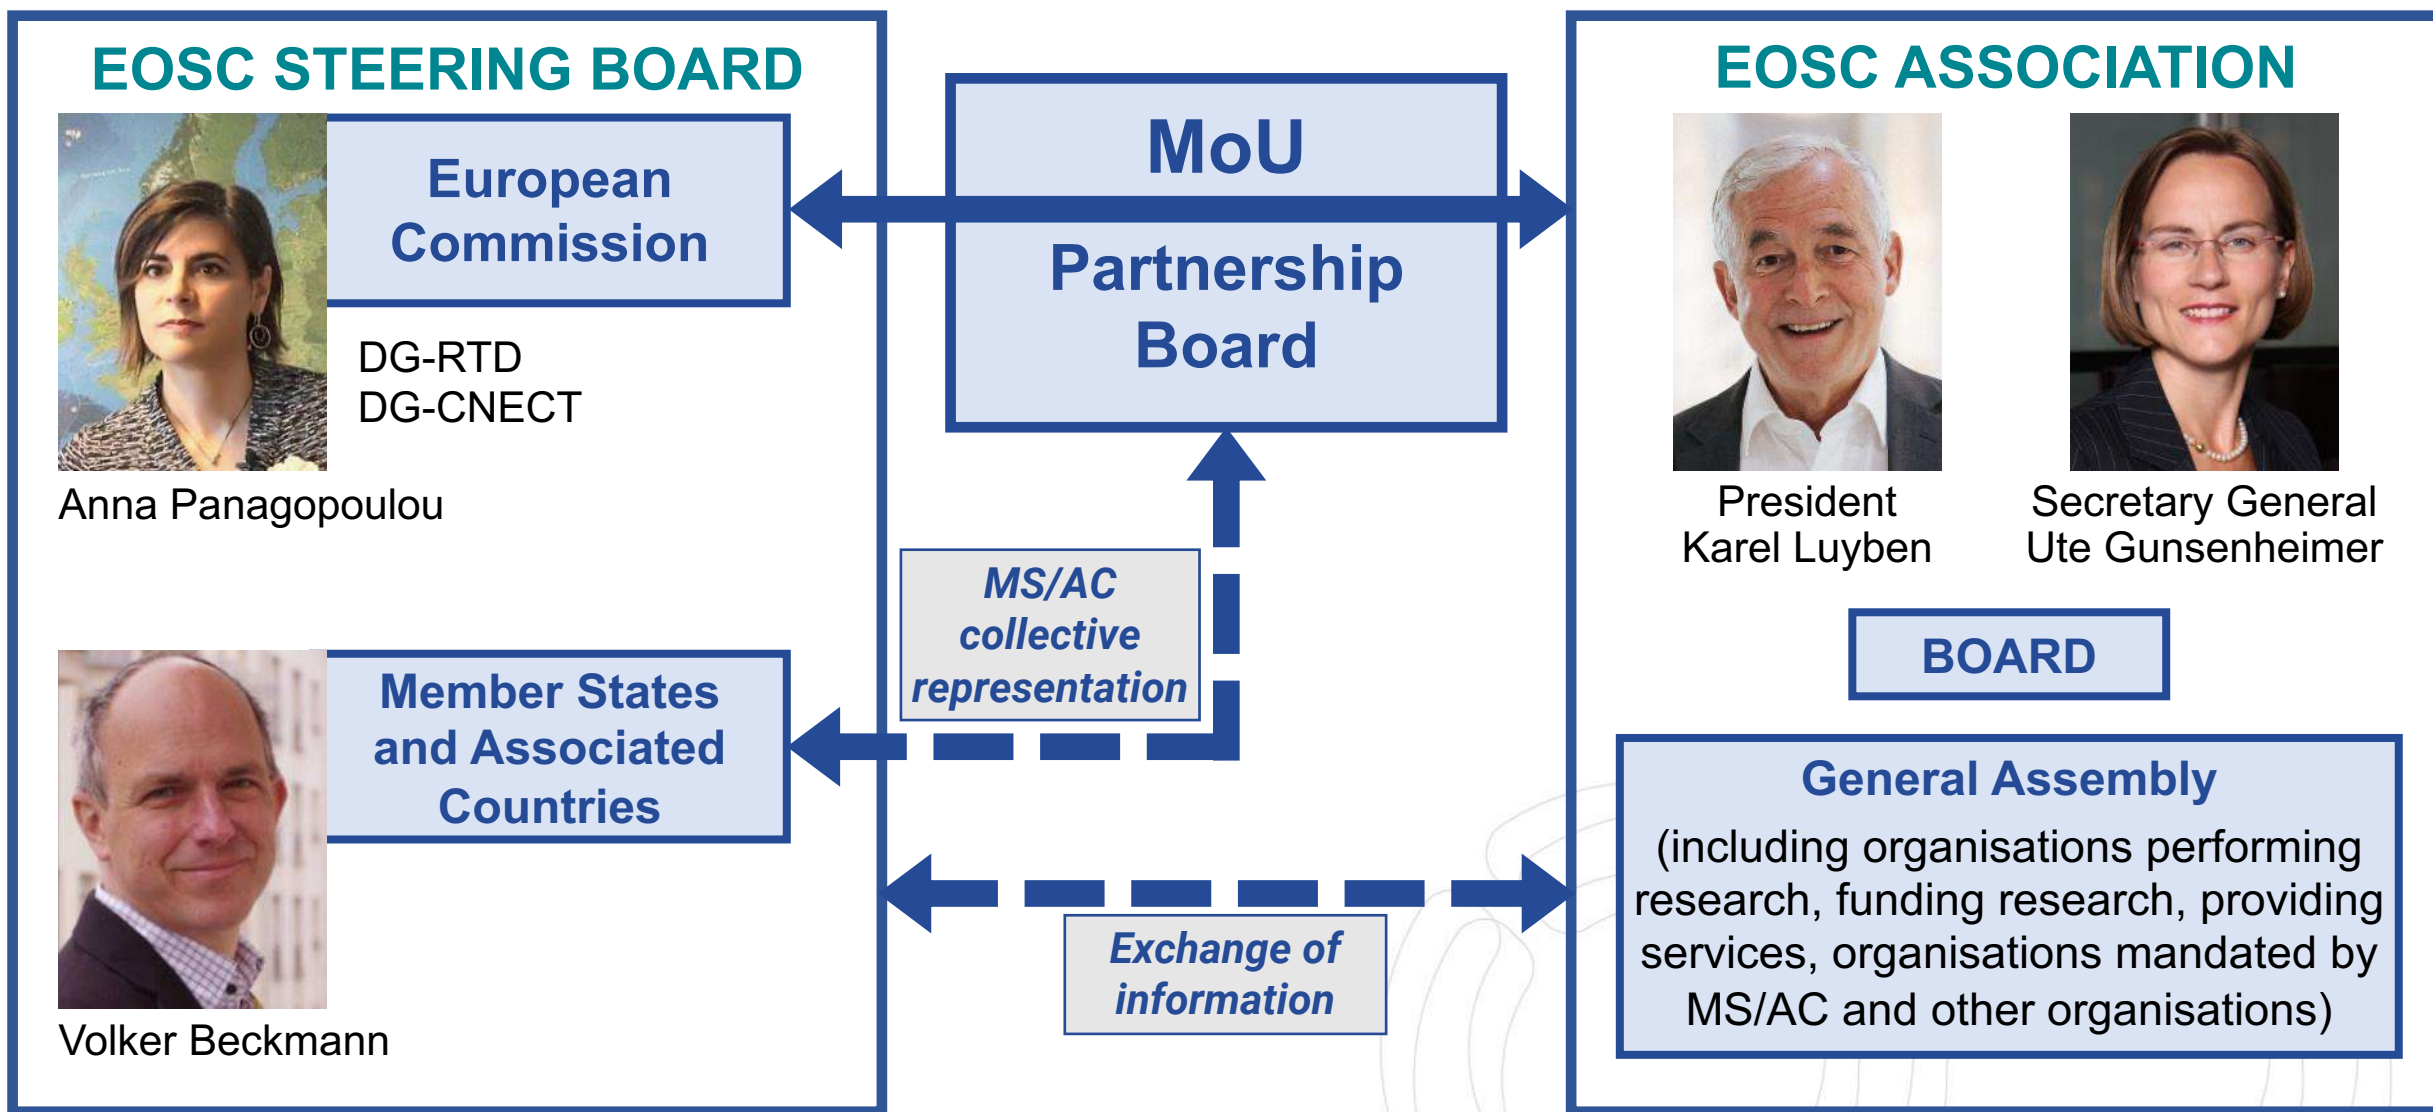 EOSC STEERING BOARD
European
Commission
DG-RTD
DG-CNECT
Anna Panagopoulou
Member States
and Associated
Countries
Volker Beckmann
MoU
Partnership
Board
MS/AC
collective
representation
Exchange of
information
EOSC ASSOCIATION
President
Karel Luyben
Secretary General
Ute Gunsenheimer
BOARD
General Assembly
(including organisations performing
research, funding research, providing
services, organisations mandated by
MS/AC and other organisations)